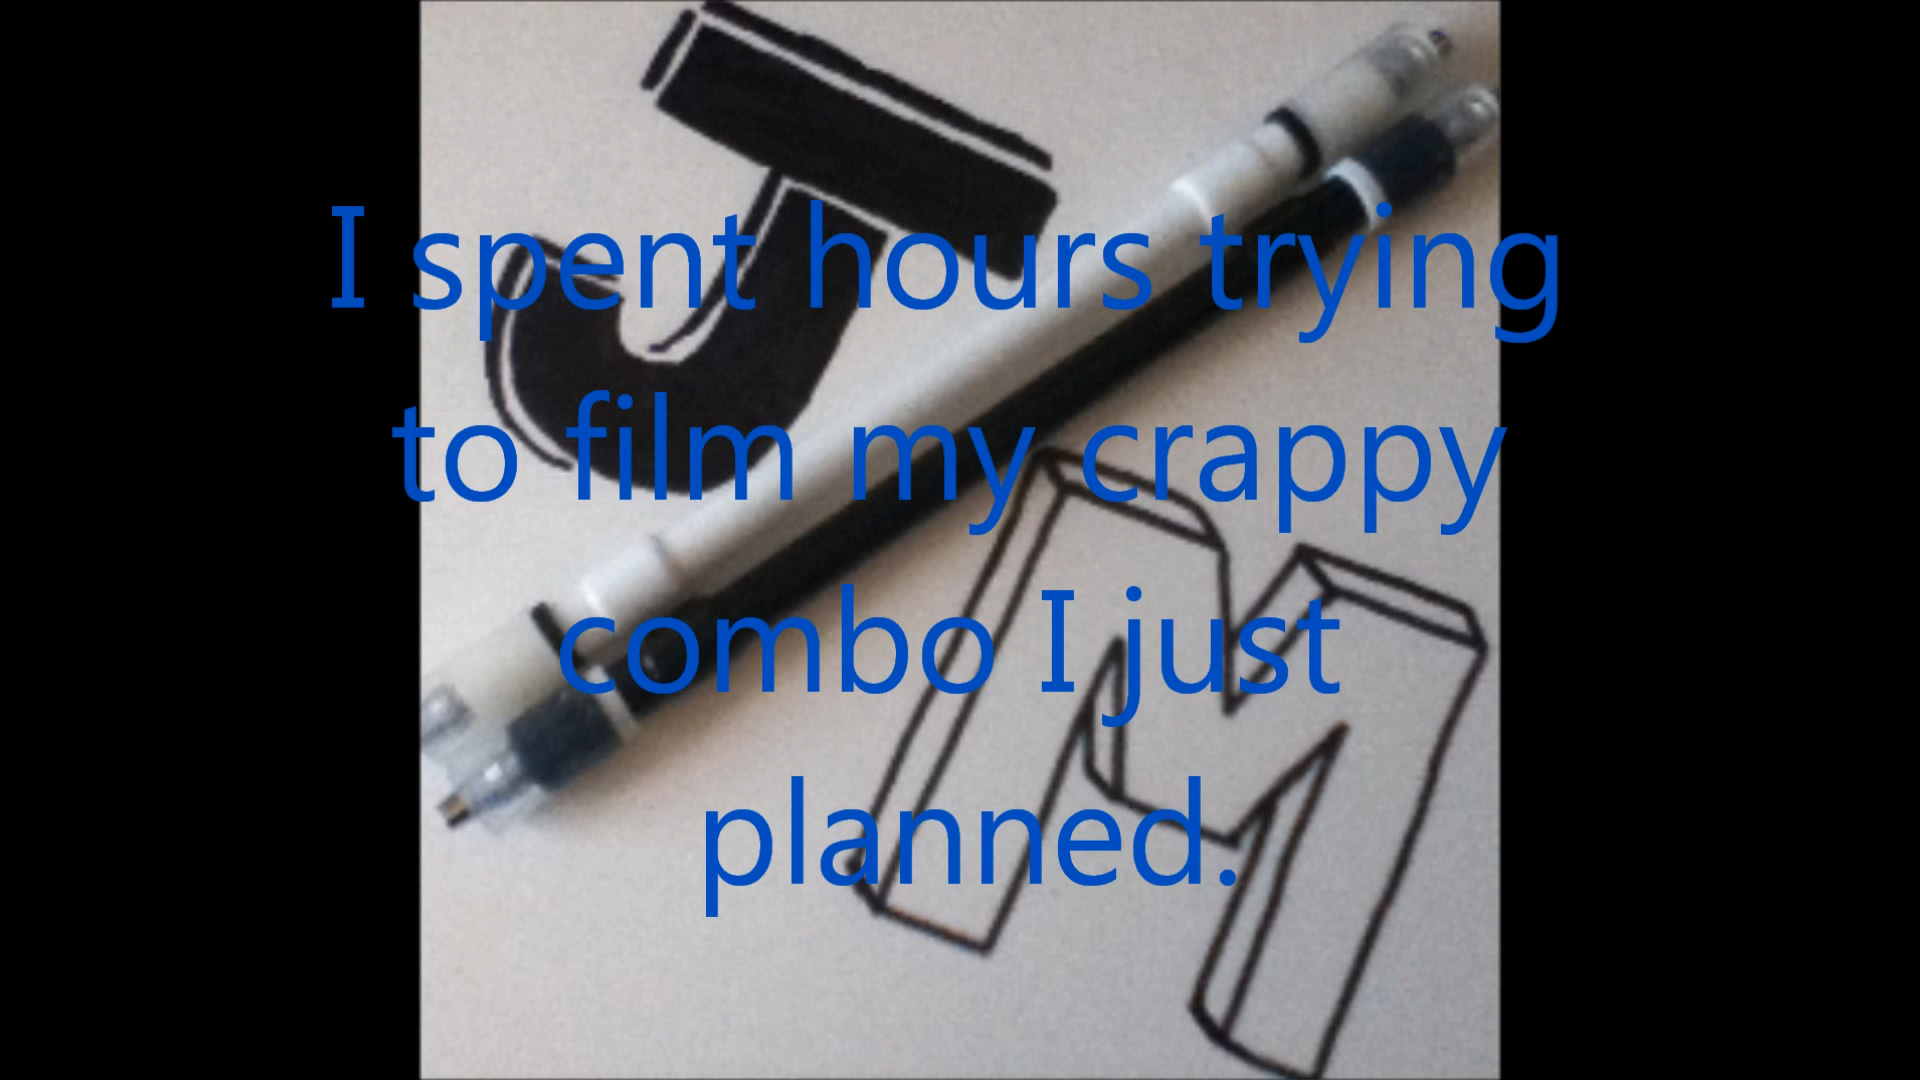 J
I spent hours trying
to film my crappy
combo I just
planned.
M